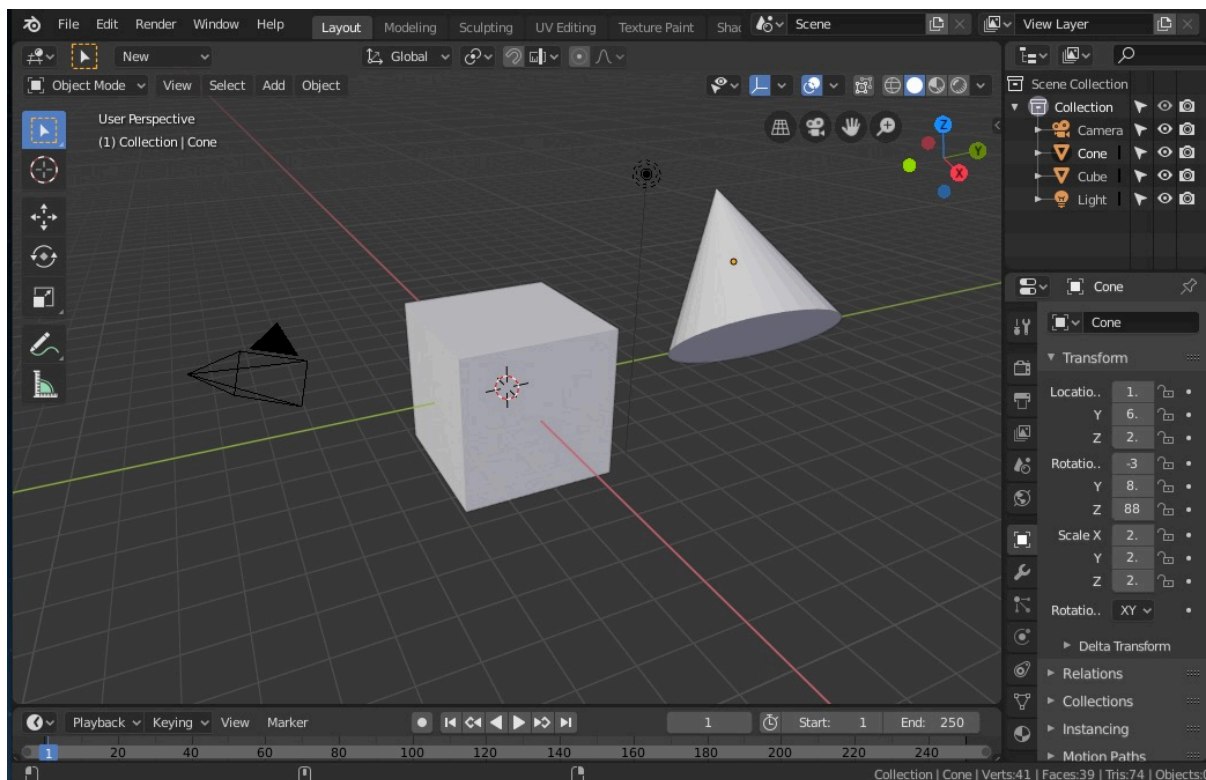 File Edit Render Window Help Layout Modeling Sculpting UV Editing Texture Paint Sha Scene View Layer
New Global
Object Mode View Select Add Object
User Perspective
(1) Collection | Cone
Z
Y
X
Scene Collection
Collection
Camera
Cone
Cube
Light
Cone
Cone
Transform
Locatio.. 1.
Y 6.
Z 2.
Rotatio.. -3
Y 8.
Z 88
Scale X 2.
Y 2.
Z 2.
Rotatio.. XY
Delta Transform
Relations
Collections
Instancing
Motion Paths
Playback Keying View Marker 1 Start: 1 End: 250
1 20 40 60 80 100 120 140 160 180 200 220 240
Collection | Cone | Verts:41 | Faces:39 | Tris:74 | Objects: